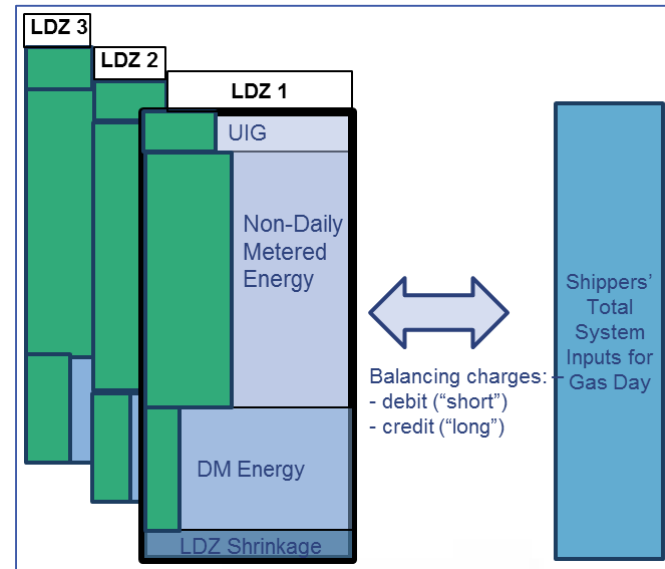 LDZ 3
LDZ 2
LDZ 1
UIG
Non-Daily
Metered
Energy
DM Energy
LDZ Shrinkage
Balancing charges:
- debit (“short”)
- credit (“long”)
Shippers’
Total
System
Inputs for
Gas Day